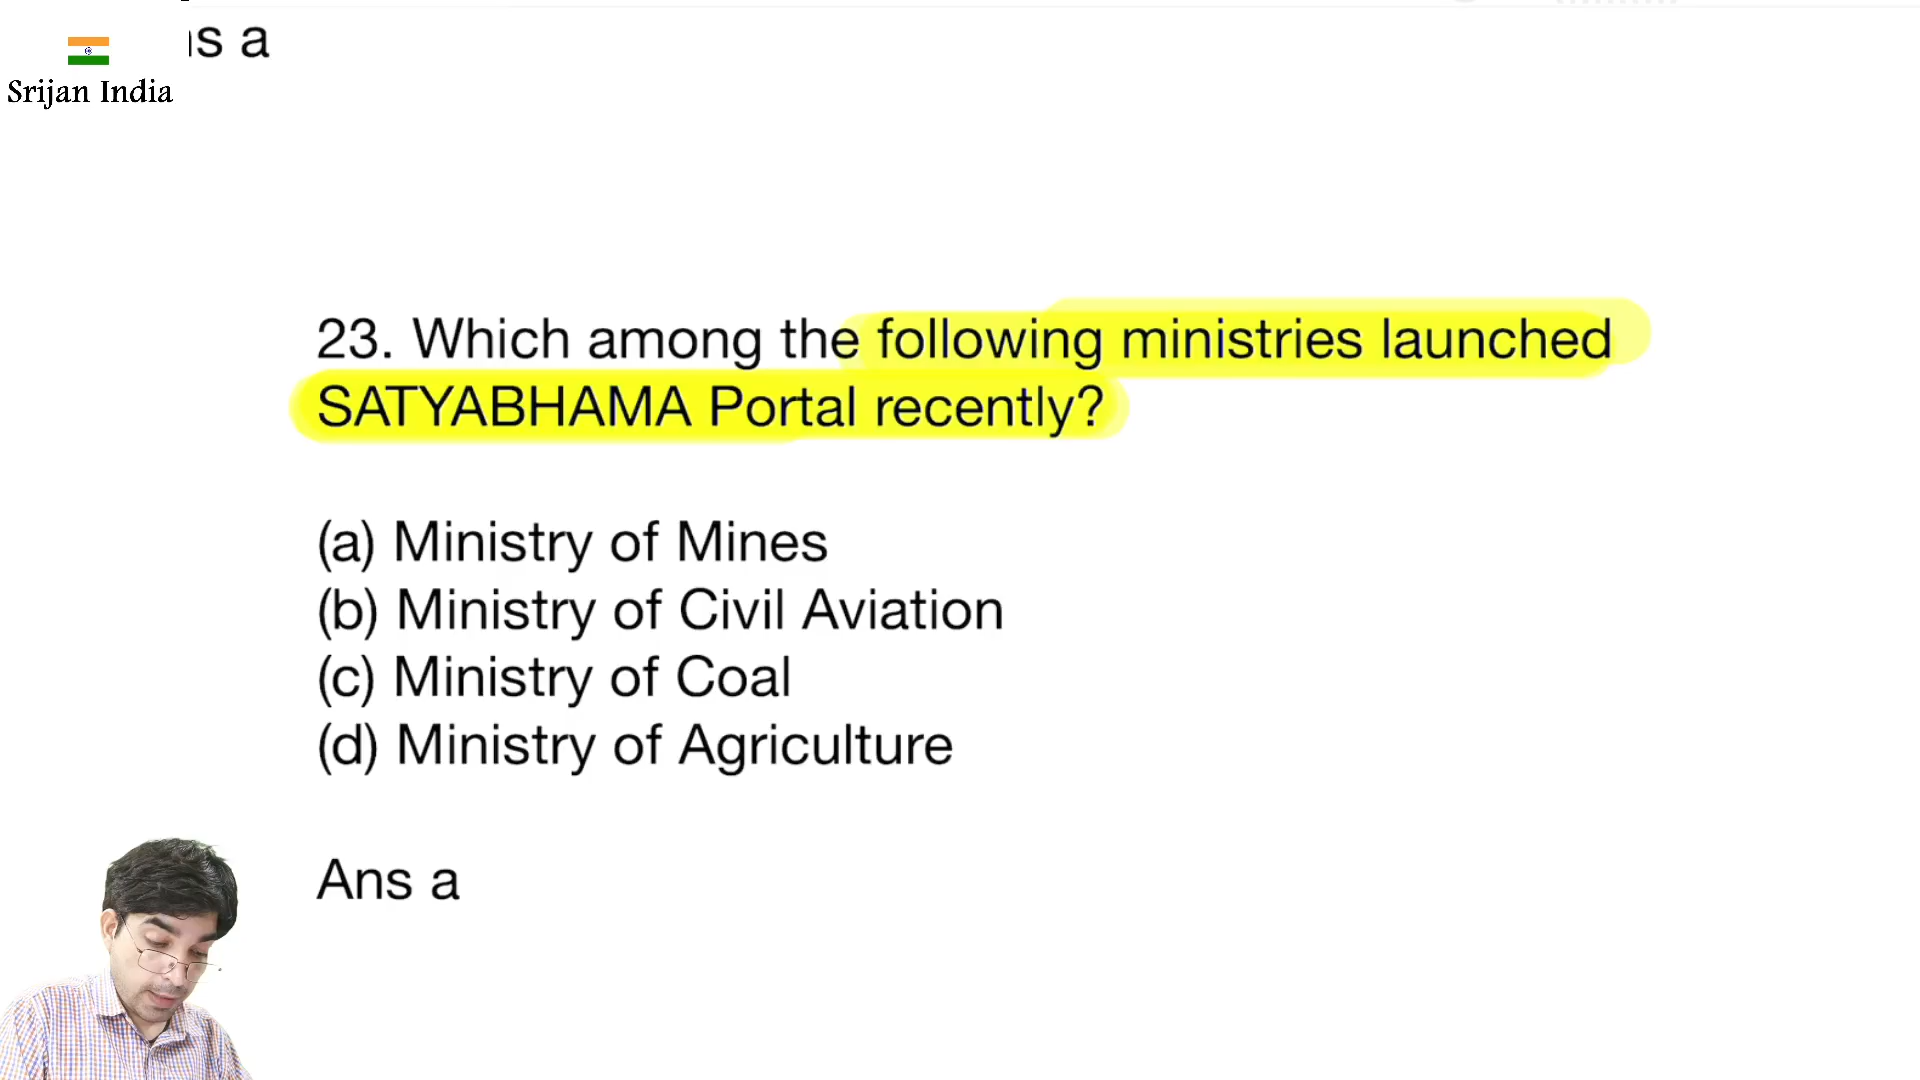 s a
Srijan India
23. Which among the following ministries launched
SATYABHAMA Portal recently?
(a) Ministry of Mines
(b) Ministry of Civil Aviation
(c) Ministry of Coal
(d) Ministry of Agriculture
Ans a